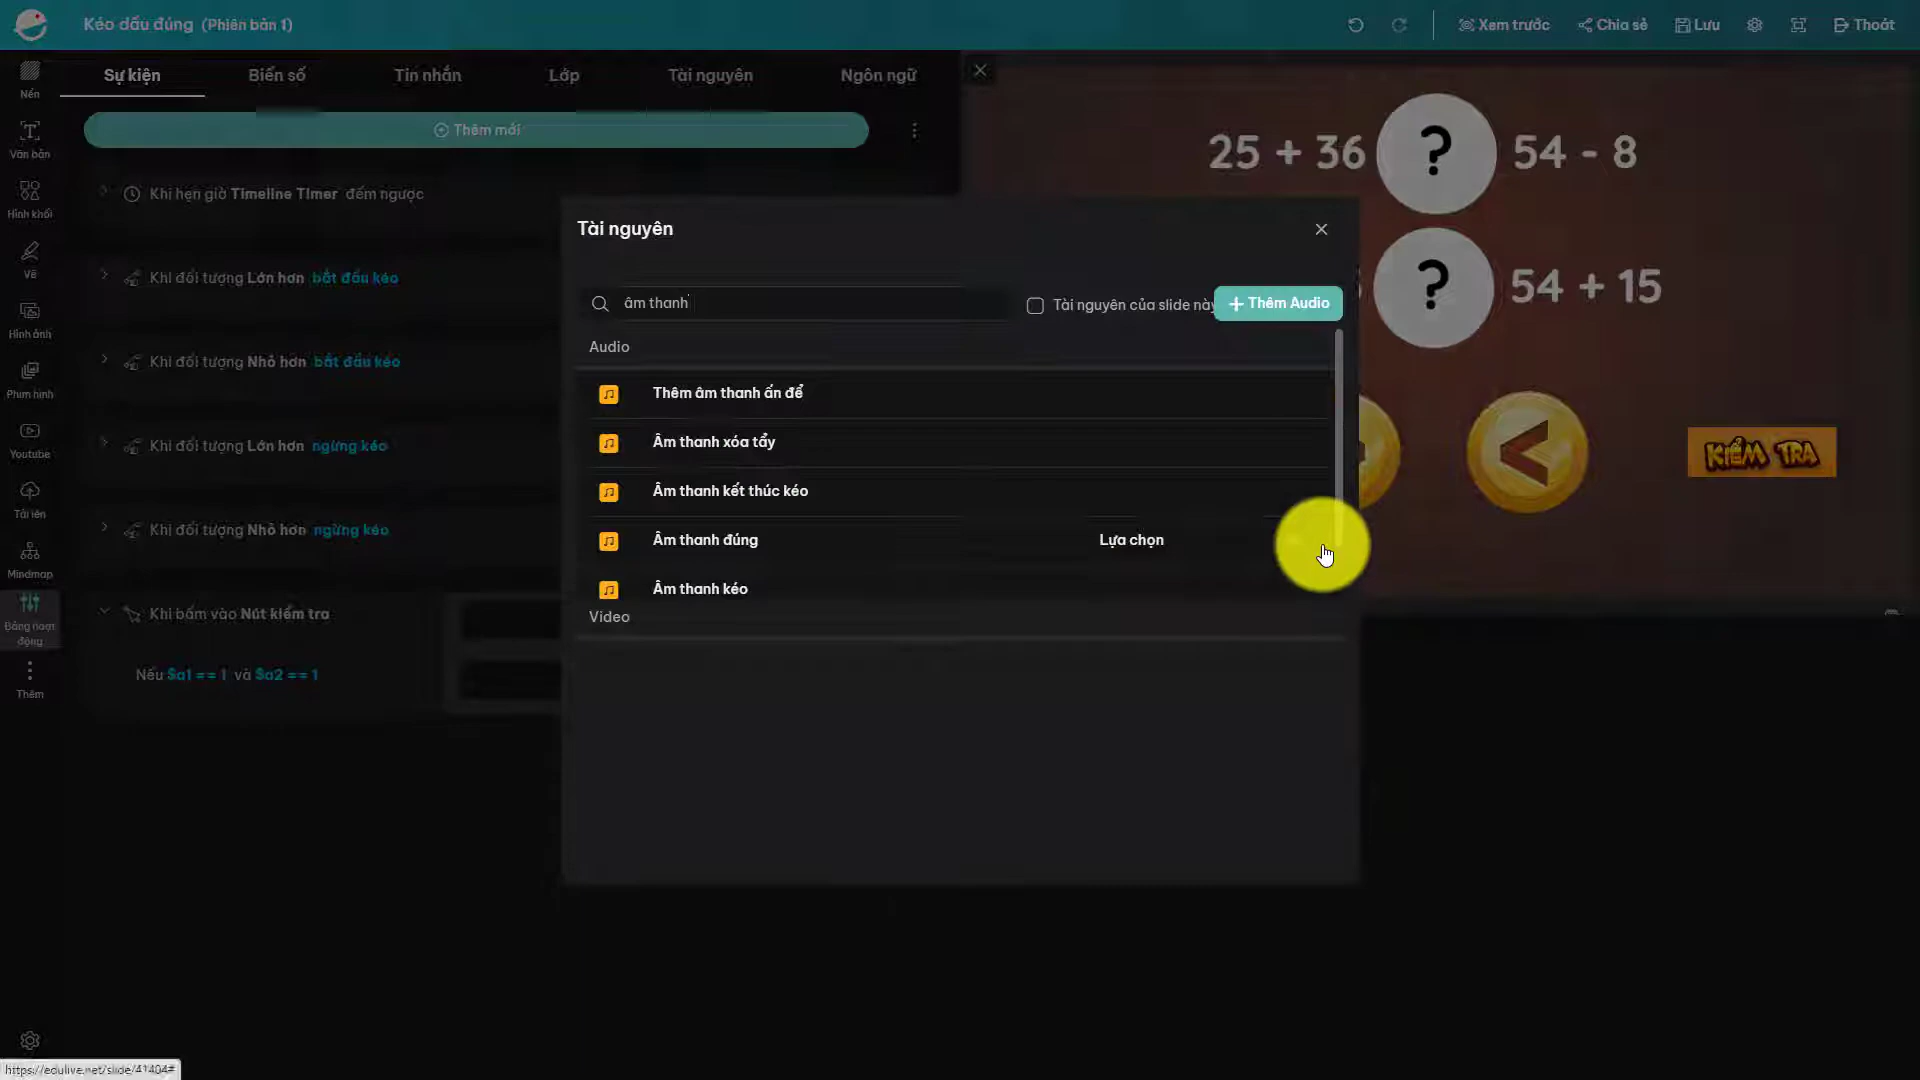 Kéo dấu đúng (Phiên bản 1)
Xem trước
Chia sẻ
Lưu
Thoát
Sự kiện
Biến số
Tin nhắn
Lớp
Tài nguyên
Ngôn ngữ
Thêm mới
Nền
Văn bản
Hình khối
Vẽ
Hình ảnh
Phim hình
Youtube
Tải lên
Mindmap
Bảng hoạt
động
Thêm
Khi hẹn giờ Timeline Timer đếm ngược
Khi đối tượng Lớn hơn bắt đầu kéo
Khi đối tượng Nhỏ hơn bắt đầu kéo
Khi đối tượng Lớn hơn ngừng kéo
Khi đối tượng Nhỏ hơn ngừng kéo
Khi bấm vào Nút kiểm tra
Nếu $a1 == 1 và $a2 == 1
Tài nguyên
âm thanh
Tài nguyên của slide này
Thêm Audio
Audio
Thêm âm thanh ấn để
Âm thanh xóa tẩy
Âm thanh kết thúc kéo
Âm thanh đúng
Lựa chọn
Âm thanh kéo
Video
25 + 36 ? 54 - 8
? 54 + 15
<
KIỂM TRA
https://edulive.net/slide/41404#